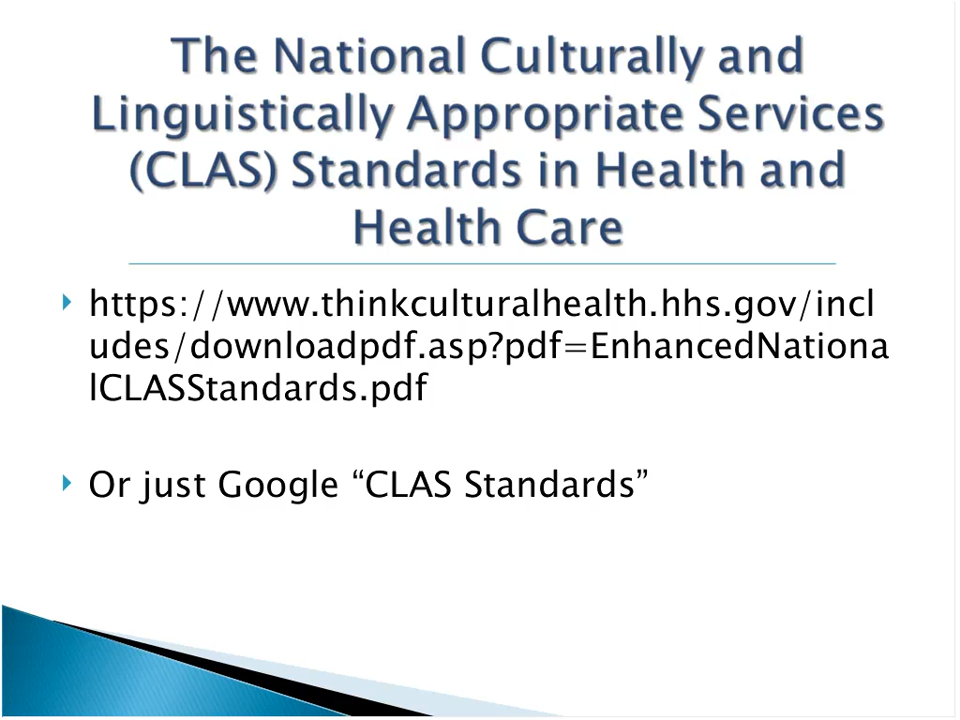 The National Culturally and
Linguistically Appropriate Services
(CLAS) Standards in Health and
Health Care
https://www.thinkculturalhealth.hhs.gov/incl
udes/downloadpdf.asp?pdf=EnhancedNationa
lCLASStandards.pdf
Or just Google “CLAS Standards”